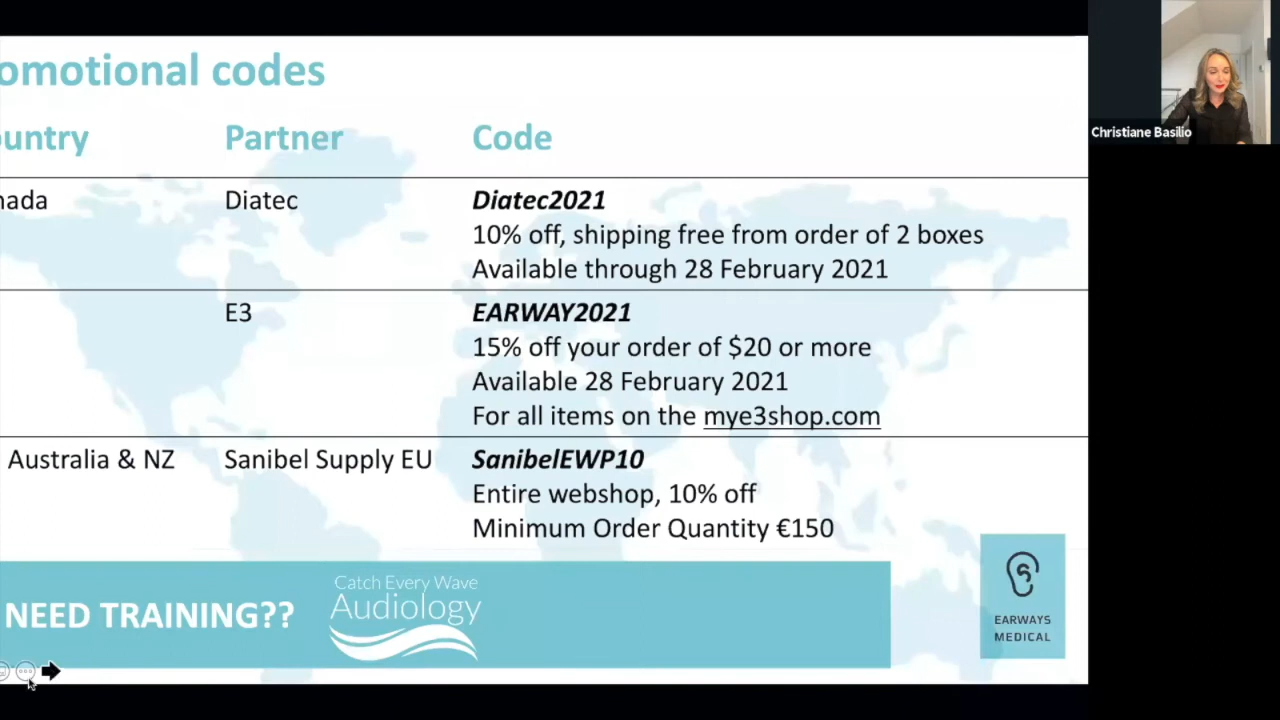 omotional codes
ountry Partner Code
nada Diatec Diatec2021
10% off, shipping free from order of 2 boxes
Available through 28 February 2021
E3 EARWAY2021
15% off your order of $20 or more
Available 28 February 2021
For all items on the mye3shop.com
Australia & NZ Sanibel Supply EU SanibelEWP10
Entire webshop, 10% off
Minimum Order Quantity €150
NEED TRAINING??
Catch Every Wave
Audiology
EARWAYS
MEDICAL
Christiane Basilio